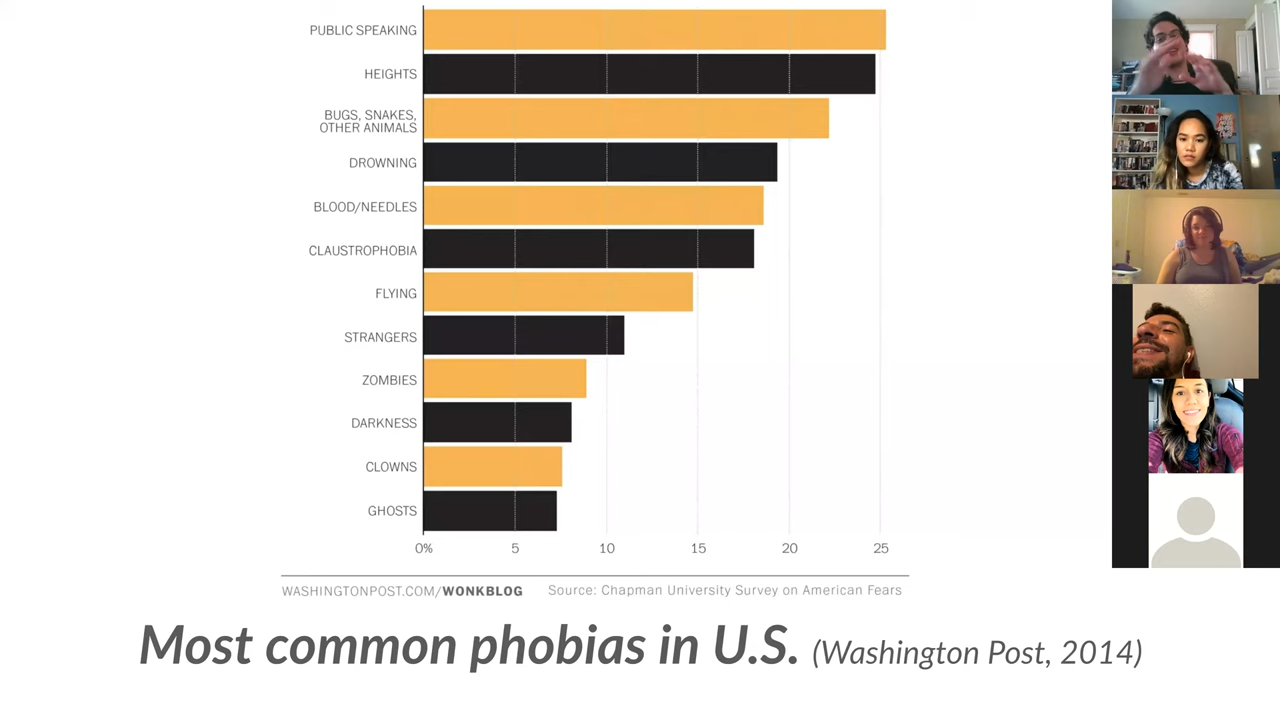 PUBLIC SPEAKING
HEIGHTS
BUGS, SNAKES,
OTHER ANIMALS
DROWNING
BLOOD/NEEDLES
CLAUSTROPHOBIA
FLYING
STRANGERS
ZOMBIES
DARKNESS
CLOWNS
GHOSTS
0% 5 10 15 20 25
WASHINGTONPOST.COM/WONKBLOG Source: Chapman University Survey on American Fears
Most common phobias in U.S. (Washington Post, 2014)